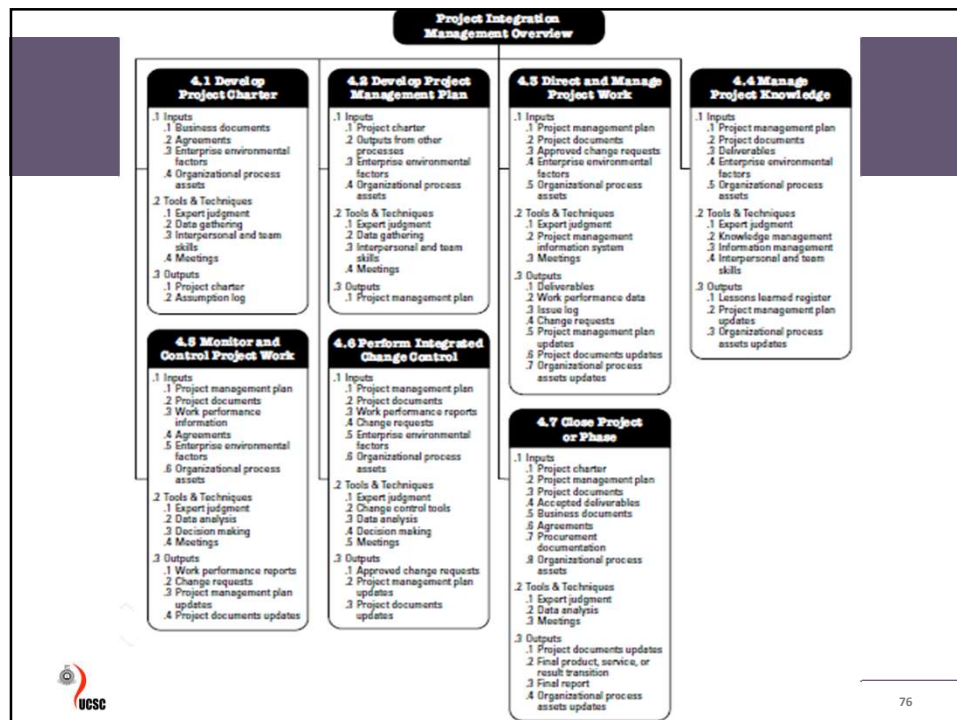 Project Integration
Management Overview
4.1 Develop
Project Charter
.1 Inputs
.1 Business documents
.2 Agreements
.3 Enterprise environmental
factors
.4 Organizational process
assets
.2 Tools & Techniques
.1 Expert judgment
.2 Data gathering
.3 Interpersonal and team
skills
.4 Meetings
.3 Outputs
.1 Project charter
.2 Assumption log
4.2 Develop Project
Management Plan
.1 Inputs
.1 Project charter
.2 Outputs from other
processes
.3 Enterprise environmental
factors
.4 Organizational process
assets
.2 Tools & Techniques
.1 Expert judgment
.2 Data gathering
.3 Interpersonal and team
skills
.4 Meetings
.3 Outputs
.1 Project management plan
4.3 Direct and Manage
Project Work
.1 Inputs
.1 Project management plan
.2 Project documents
.3 Approved change requests
.4 Enterprise environmental
factors
.5 Organizational process
assets
.2 Tools & Techniques
.1 Expert judgment
.2 Project management
information system
.3 Meetings
.3 Outputs
.1 Deliverables
.2 Work performance data
.3 Issue log
.4 Change requests
.5 Project management plan
updates
.6 Project documents updates
.7 Organizational process
assets updates
4.4 Manage
Project Knowledge
.1 Inputs
.1 Project management plan
.2 Project documents
.3 Deliverables
.4 Enterprise environmental
factors
.5 Organizational process
assets
.2 Tools & Techniques
.1 Expert judgment
.2 Knowledge management
.3 Information management
.4 Interpersonal and team
skills
.3 Outputs
.1 Lessons learned register
.2 Project management plan
updates
.3 Organizational process
assets updates
4.5 Monitor and
Control Project Work
.1 Inputs
.1 Project management plan
.2 Project documents
.3 Work performance
information
.4 Agreements
.5 Enterprise environmental
factors
.6 Organizational process
assets
.2 Tools & Techniques
.1 Expert judgment
.2 Data analysis
.3 Decision making
.4 Meetings
.3 Outputs
.1 Work performance reports
.2 Change requests
.3 Project management plan
updates
.4 Project documents updates
4.6 Perform Integrated
Change Control
.1 Inputs
.1 Project management plan
.2 Project documents
.3 Work performance reports
.4 Change requests
.5 Enterprise environmental
factors
.6 Organizational process
assets
.2 Tools & Techniques
.1 Expert judgment
.2 Change control tools
.3 Data analysis
.4 Decision making
.5 Meetings
.3 Outputs
.1 Approved change requests
.2 Project management plan
updates
.3 Project documents
updates
4.7 Close Project
or Phase
.1 Inputs
.1 Project charter
.2 Project management plan
.3 Project documents
.4 Accepted deliverables
.5 Business documents
.6 Agreements
.7 Procurement
documentation
.8 Organizational process
assets
.2 Tools & Techniques
.1 Expert judgment
.2 Data analysis
.3 Meetings
.3 Outputs
.1 Project documents updates
.2 Final product, service, or
result transition
.3 Final report
.4 Organizational process
assets updates
UCSC
76